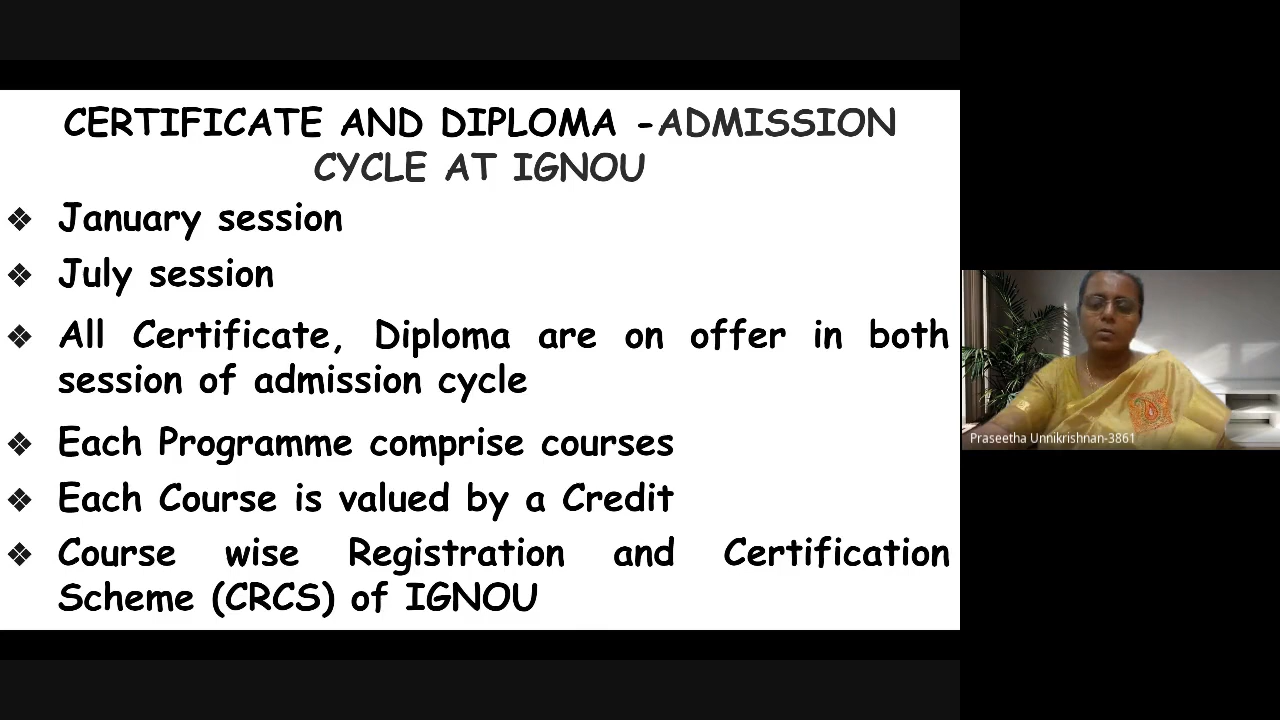 CERTIFICATE AND DIPLOMA -ADMISSION
CYCLE AT IGNOU
❖ January session
❖ July session
❖ All Certificate, Diploma are on offer in both
session of admission cycle
❖ Each Programme comprise courses
❖ Each Course is valued by a Credit
❖ Course wise Registration and Certification
Scheme (CRCS) of IGNOU
Praseetha Unnikrishnan-3861